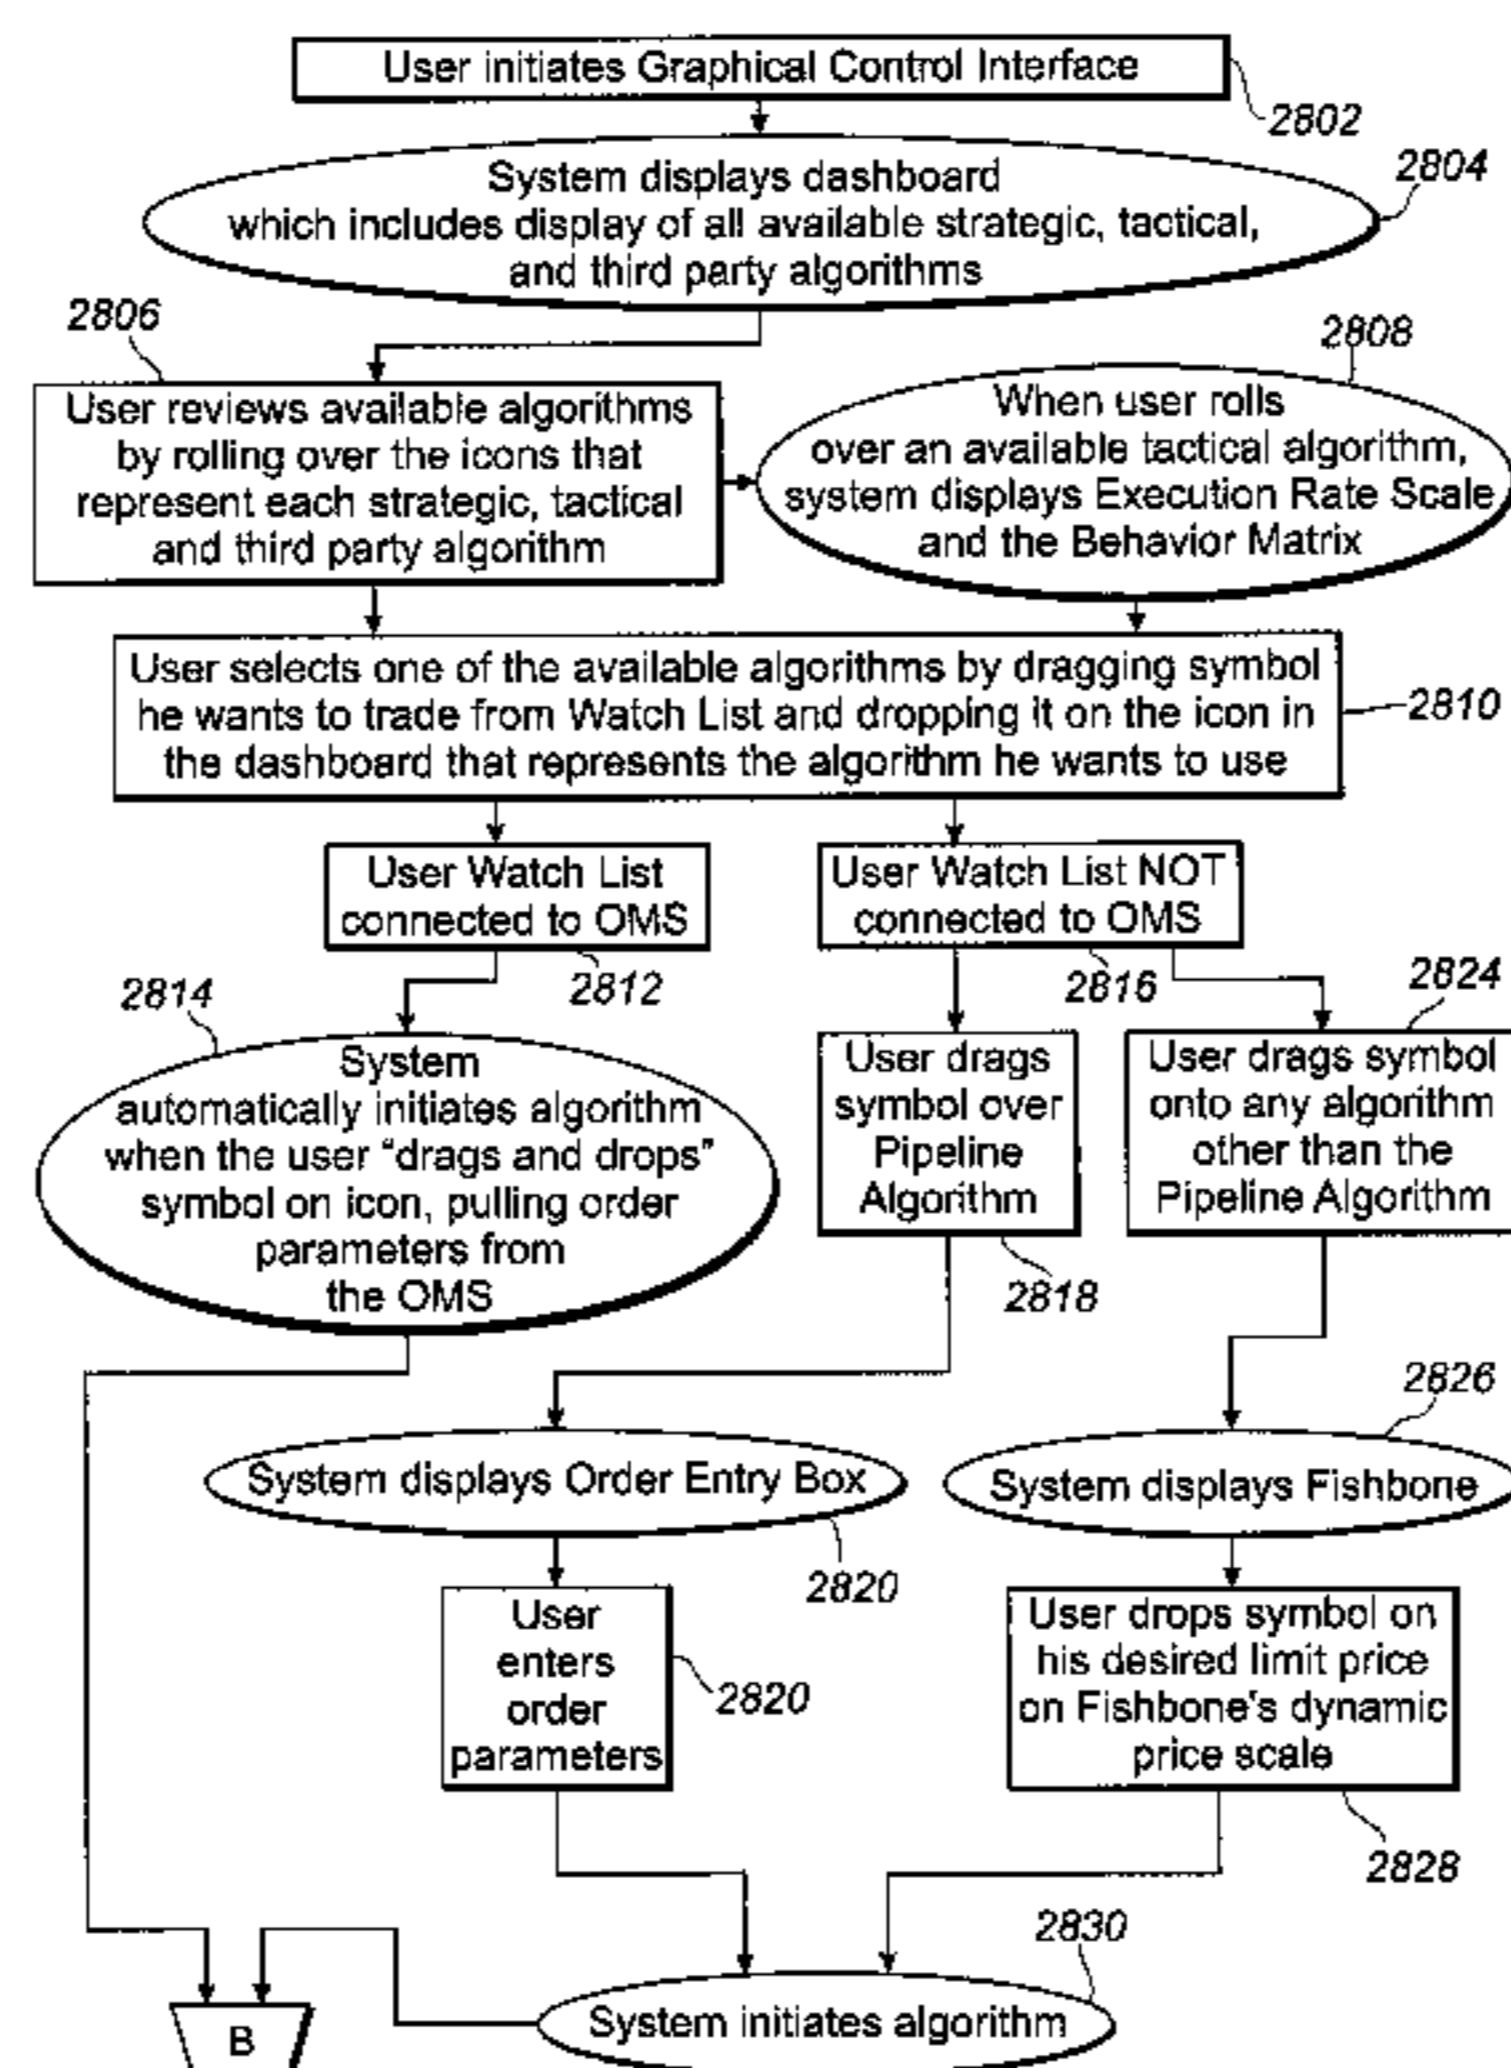 User initiates Graphical Control Interface
2802
2804
System displays dashboard
which includes display of all available strategic, tactical,
and third party algorithms
2806
2808
User reviews available algorithms
by rolling over the icons that
represent each strategic, tactical
and third party algorithm
When user rolls
over an available tactical algorithm,
system displays Execution Rate Scale
and the Behavior Matrix
User selects one of the available algorithms by dragging symbol
he wants to trade from Watch List and dropping it on the icon in
the dashboard that represents the algorithm he wants to use
2810
User Watch List
connected to OMS
2812
User Watch List NOT
connected to OMS
2816
2814
System
automatically initiates algorithm
when the user “drags and drops”
symbol on icon, pulling order
parameters from
the OMS
User drags
symbol over
Pipeline
Algorithm
2818
2824
User drags symbol
onto any algorithm
other than the
Pipeline Algorithm
System displays Order Entry Box
2820
2826
System displays Fishbone
User
enters
order
parameters
2820
User drops symbol on
his desired limit price
on Fishbone's dynamic
price scale
2828
2830
System initiates algorithm
B